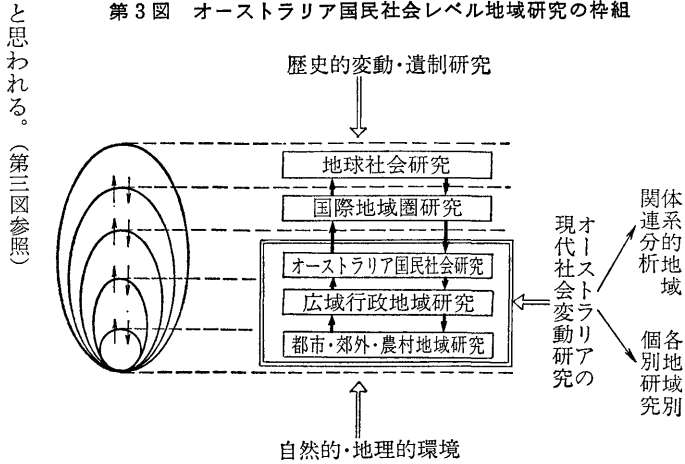 第3図　オーストラリア国民社会レベル地域研究の枠組
歴史的変動・遺制研究
地球社会研究
国際地域圏研究
オーストラリア国民社会研究
広域行政地域研究
都市・郊外・農村地域研究
自然的・地理的環境
オーストラリアの
現代社会変動研究
体系的地域
関連分析
各地域別
個別研究
と思われる。（第三図参照）